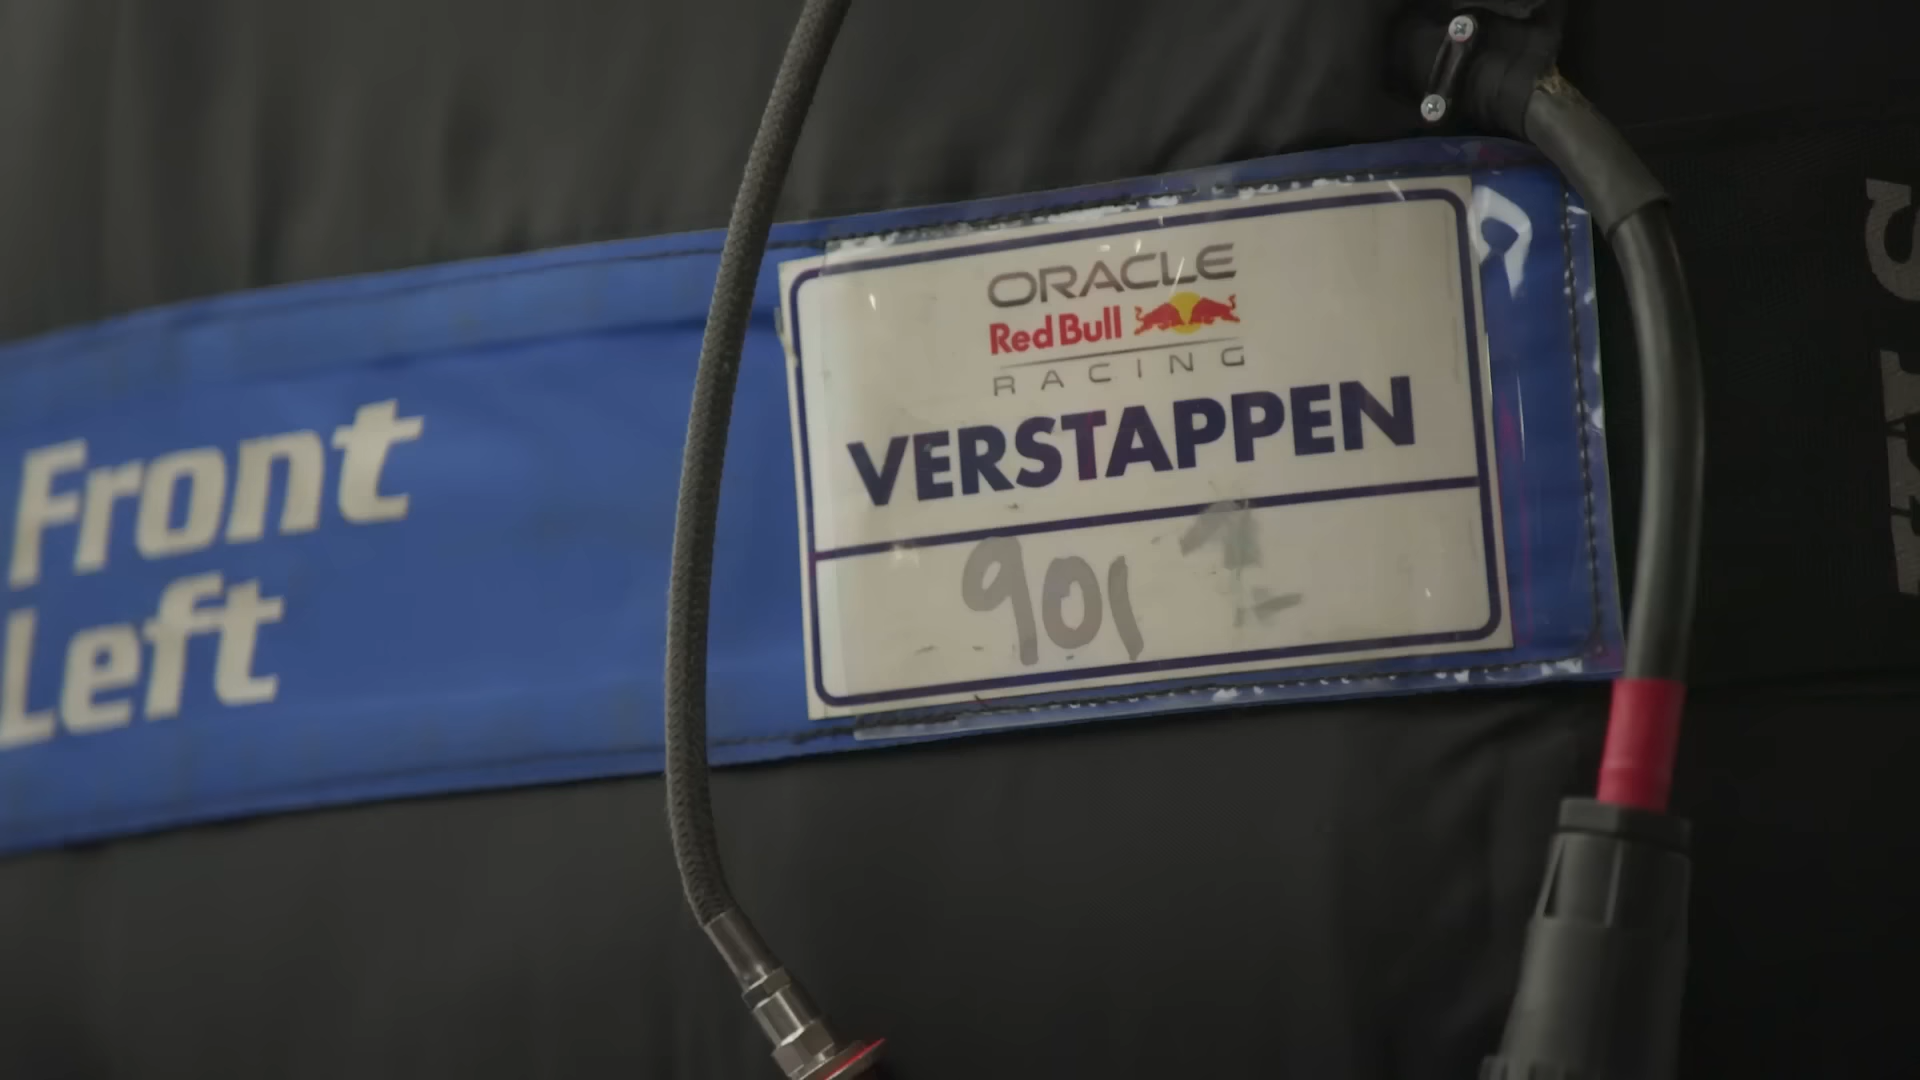 Front
Left
ORACLE
Red Bull
RACING
VERSTAPPEN
901